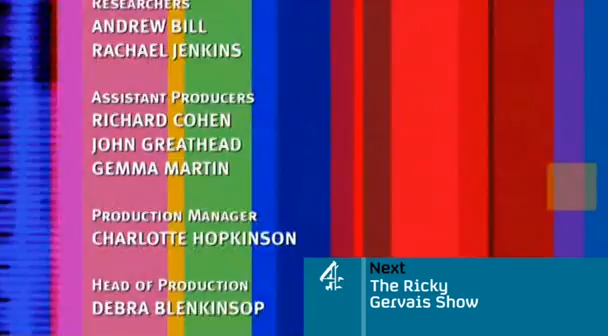 RESEARCHERS
ANDREW BILL
RACHAEL JENKINS
ASSISTANT PRODUCERS
RICHARD COHEN
JOHN GREATHEAD
GEMMA MARTIN
PRODUCTION MANAGER
CHARLOTTE HOPKINSON
HEAD OF PRODUCTION
DEBRA BLENKINSOP
4
Next
The Ricky
Gervais Show